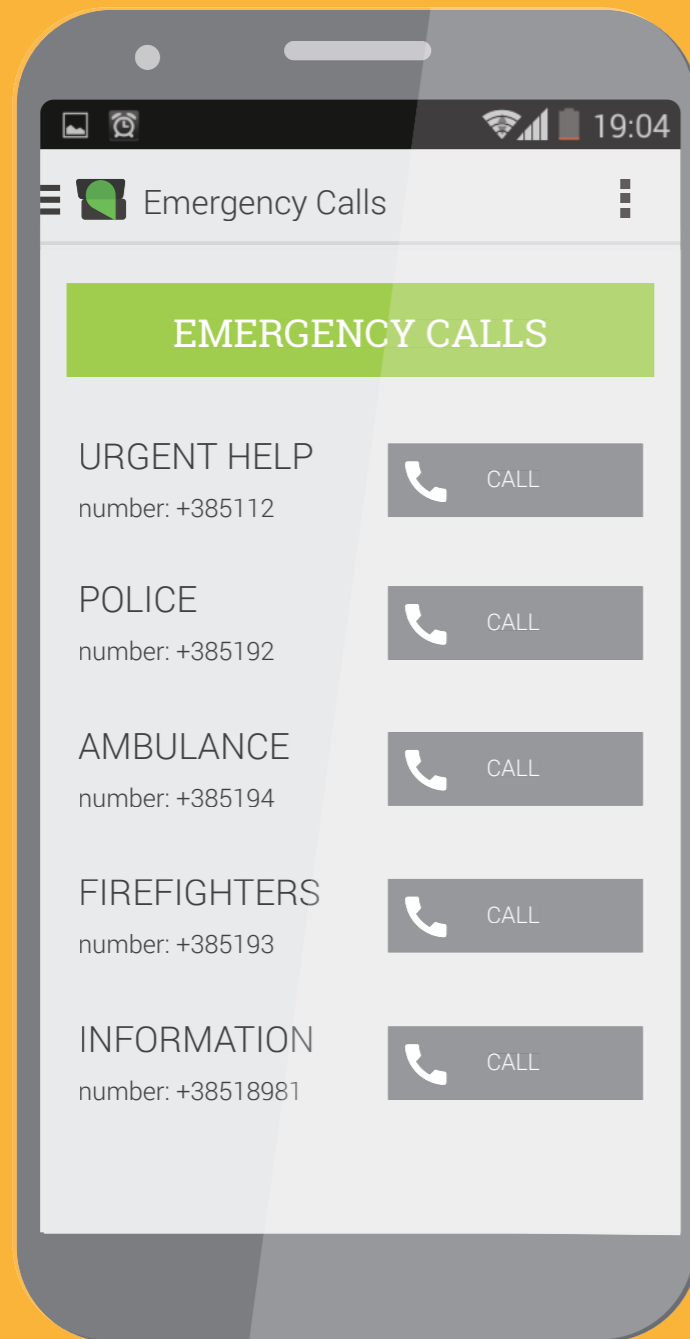 19:04
Emergency Calls
EMERGENCY CALLS
URGENT HELP
number: +385112
CALL
POLICE
number: +385192
CALL
AMBULANCE
number: +385194
CALL
FIREFIGHTERS
number: +385193
CALL
INFORMATION
number: +38518981
CALL